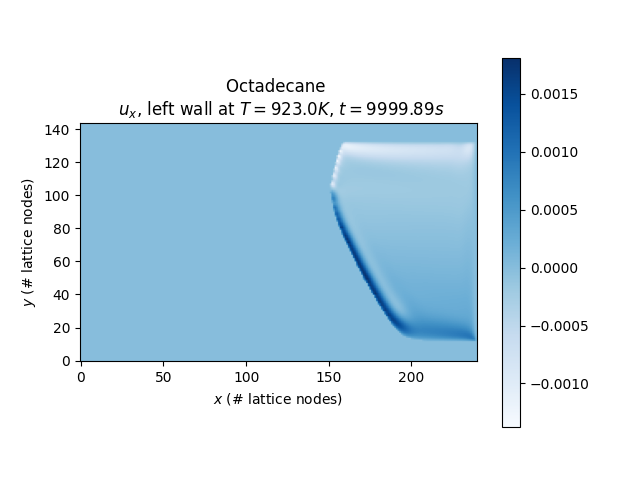 Octadecane
u_x, left wall at T = 923.0K, t = 9999.89s
140
120
100
80
60
40
20
0
y (# lattice nodes)
0 50 100 150 200
x (# lattice nodes)
0.0015
0.0010
0.0005
0.0000
−0.0005
−0.0010